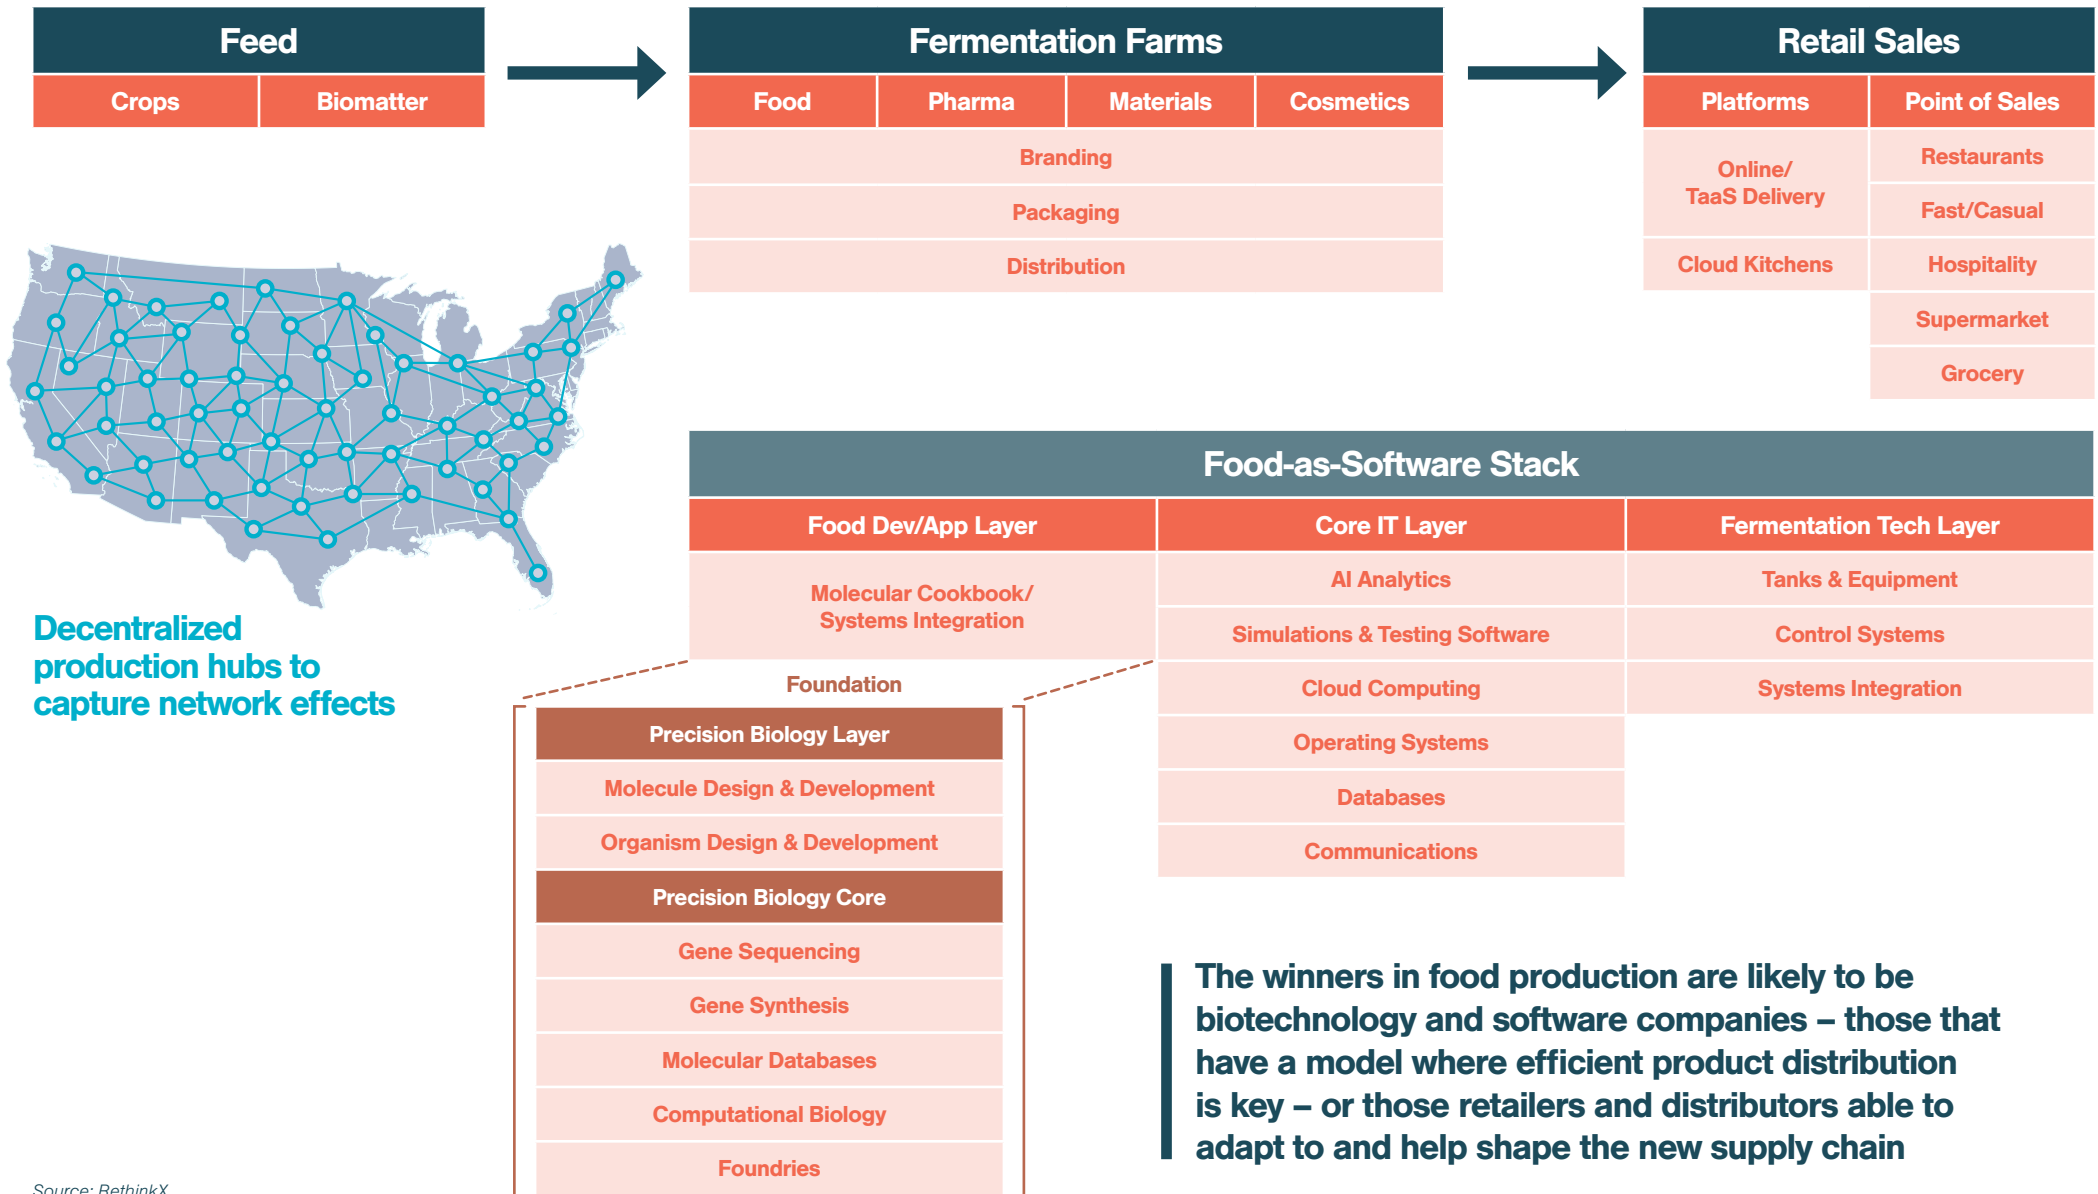 Feed
Crops
Biomatter
Fermentation Farms
Food
Pharma
Materials
Cosmetics
Branding
Packaging
Distribution
Retail Sales
Platforms
Point of Sales
Online/
TaaS Delivery
Cloud Kitchens
Restaurants
Fast/Casual
Hospitality
Supermarket
Grocery
Decentralized
production hubs to
capture network effects
Food-as-Software Stack
Food Dev/App Layer
Core IT Layer
Fermentation Tech Layer
Molecular Cookbook/
Systems Integration
AI Analytics
Simulations & Testing Software
Cloud Computing
Operating Systems
Databases
Communications
Tanks & Equipment
Control Systems
Systems Integration
Foundation
Precision Biology Layer
Molecule Design & Development
Organism Design & Development
Precision Biology Core
Gene Sequencing
Gene Synthesis
Molecular Databases
Computational Biology
Foundries
The winners in food production are likely to be
biotechnology and software companies – those that
have a model where efficient product distribution
is key – or those retailers and distributors able to
adapt to and help shape the new supply chain
Source: RethinkX